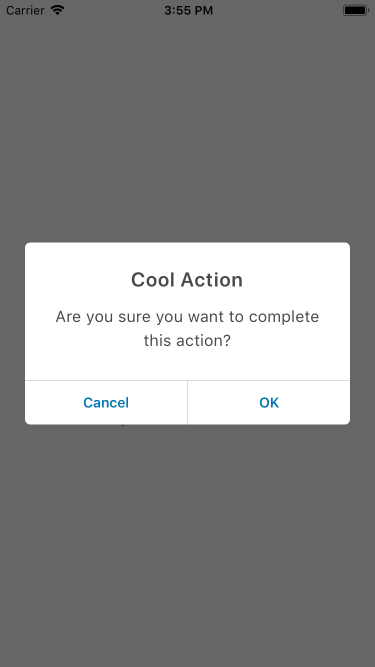 Carrier 3:55 PM
Cool Action
Are you sure you want to complete
this action?
Cancel OK